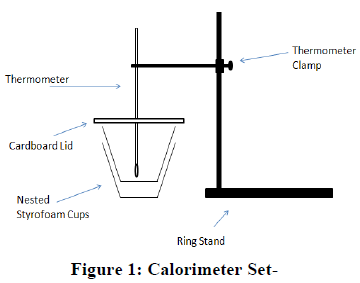 Thermometer
Clamp
Thermometer
Cardboard Lid
Nested
Styrofoam Cups
Ring Stand
Figure 1: Calorimeter Set-